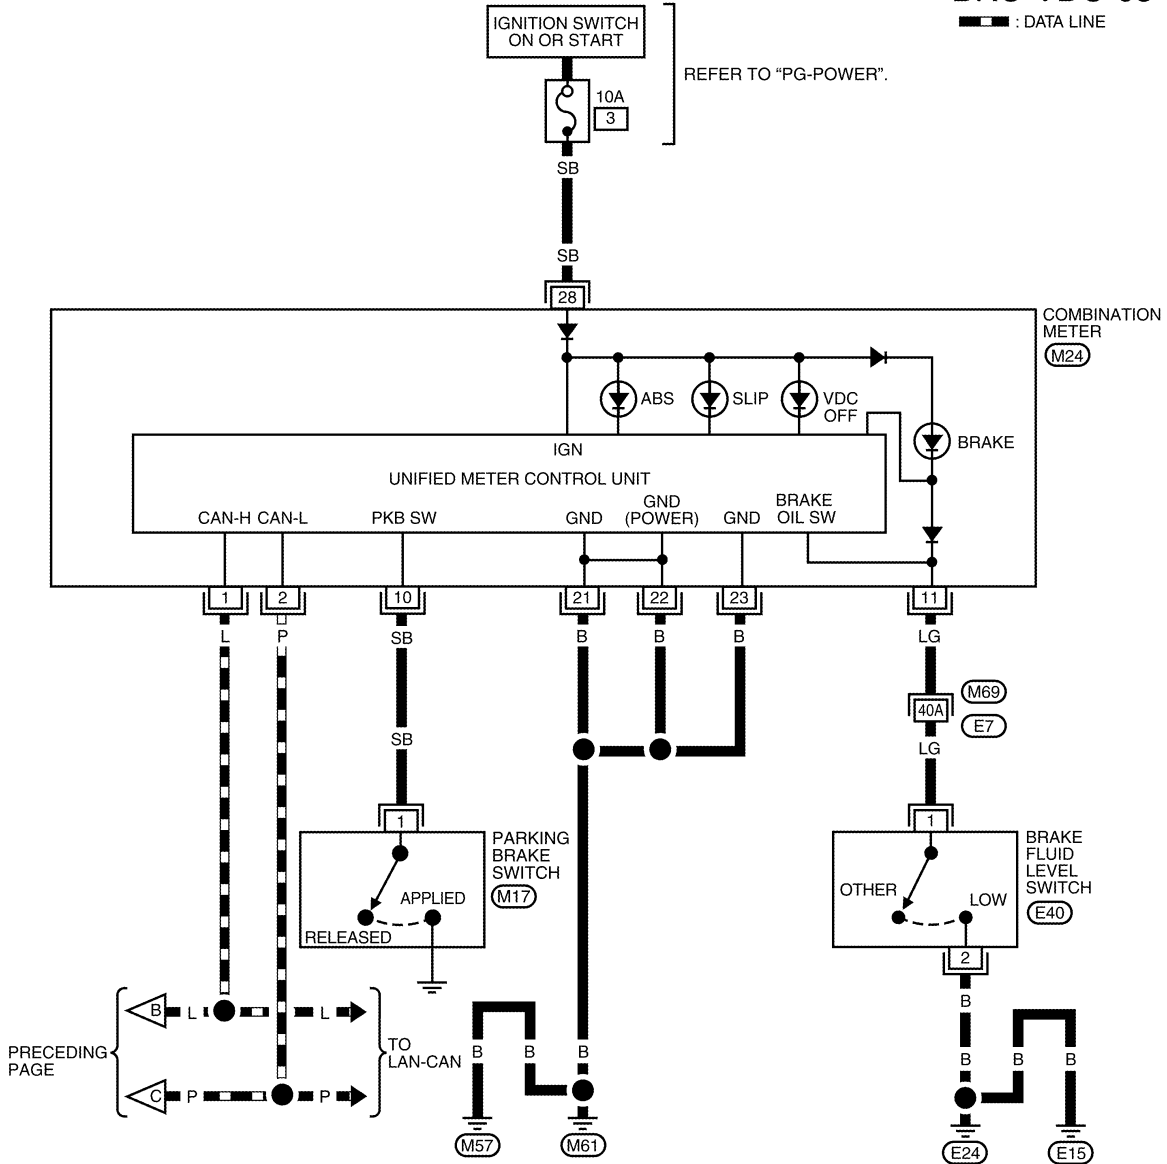 : DATA LINE
IGNITION SWITCH
ON OR START
REFER TO “PG-POWER”.
10A
3
SB
SB
28
COMBINATION
METER
M24
ABS
SLIP
VDC
OFF
BRAKE
IGN
UNIFIED METER CONTROL UNIT
CAN-H
CAN-L
PKB SW
GND
GND
(POWER)
GND
BRAKE
OIL SW
1
2
10
21
22
23
11
L
P
SB
B
B
B
LG
M69
40A
E7
SB
LG
1
PARKING
BRAKE
SWITCH
M17
APPLIED
RELEASED
1
BRAKE
FLUID
LEVEL
SWITCH
E40
OTHER
LOW
2
B
B
L
L
PRECEDING
PAGE
TO
LAN-CAN
C
P
P
B
B
B
B
B
B
M57
M61
E24
E15